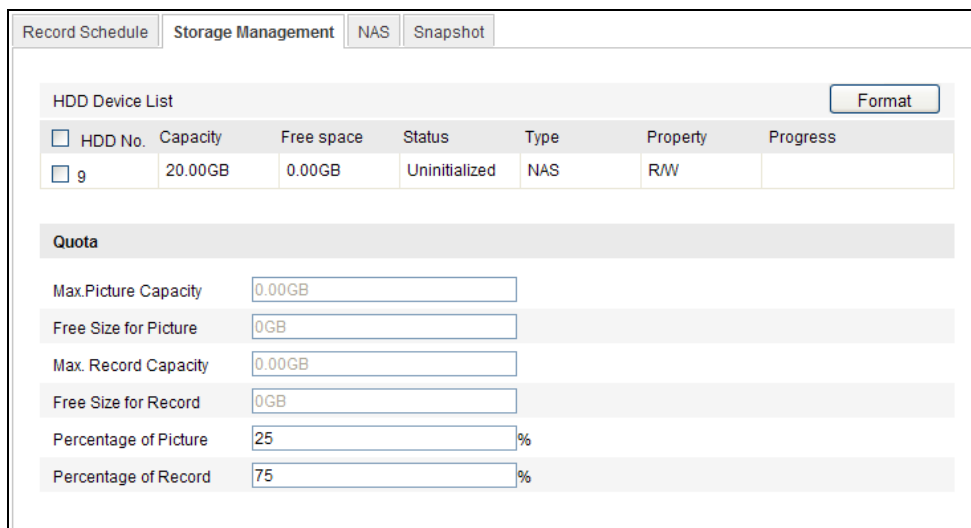 Record Schedule Storage Management NAS Snapshot
HDD Device List Format
HDD No. Capacity Free space Status Type Property Progress
9 20.00GB 0.00GB Uninitialized NAS R/W
Quota
Max.Picture Capacity 0.00GB
Free Size for Picture 0GB
Max. Record Capacity 0.00GB
Free Size for Record 0GB
Percentage of Picture 25 %
Percentage of Record 75 %